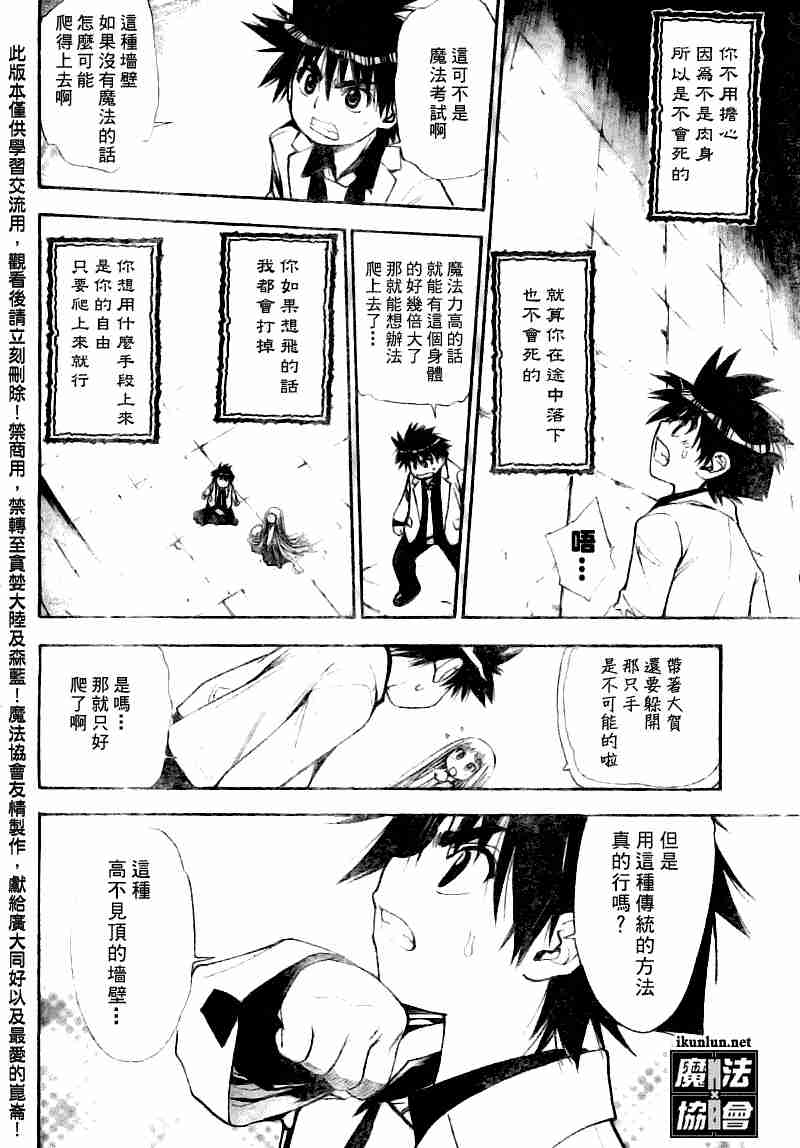 你不用擔心
因為不是肉身
所以是不會死的
這可不是
魔法考試啊
這種墻壁
如果沒有魔法的話
怎麼可能
爬得上去啊
就算你在途中落下
也不會死的
唔…
魔法力高的話
就能有這個身體
的好幾倍大了
那就能想辦法
爬上去了…
你如果想飛的話
我都會打掉
你想用什麼手段上來
是你的自由
只要爬上來就行
帶著大賀
還要躲開
那只手
是不可能的啦
是嗎…
那就只好
爬了啊
但是
用這種傳統的方法
真的行嗎?
這種
高不見頂的墻壁…
此版本僅供學習交流用，觀看後請立刻刪除！禁商用，禁轉至貪婪大陸及森藍！魔法協會友情製作，獻給廣大同好以及最愛的崑崙！
ikunlun.net
魔法
協會